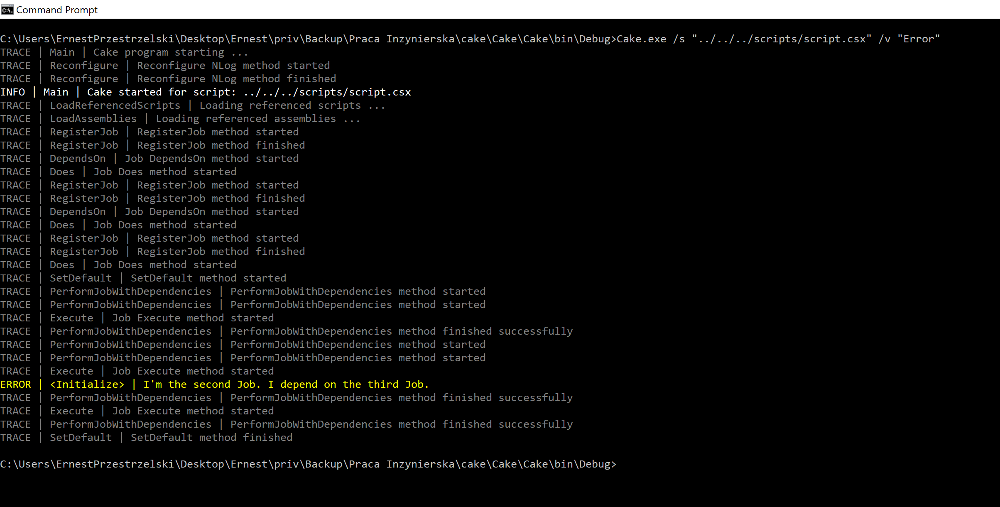 Command Prompt
C:\Users\ErnestPrzestrzelski\Desktop\Ernest\priv\Backup\Praca Inzynierska\cake\Cake\Cake\bin\Debug>Cake.exe /s "../../../scripts/script.csx" /v "Error"
TRACE | Main | Cake program starting ...
TRACE | Reconfigure | Reconfigure NLog method started
TRACE | Reconfigure | Reconfigure NLog method finished
INFO | Main | Cake started for script: ../../../scripts/script.csx
TRACE | LoadReferencedScripts | Loading referenced scripts ...
TRACE | LoadAssemblies | Loading referenced assemblies ...
TRACE | RegisterJob | RegisterJob method started
TRACE | RegisterJob | RegisterJob method finished
TRACE | DependsOn | Job DependsOn method started
TRACE | Does | Job Does method started
TRACE | RegisterJob | RegisterJob method started
TRACE | RegisterJob | RegisterJob method finished
TRACE | DependsOn | Job DependsOn method started
TRACE | Does | Job Does method started
TRACE | RegisterJob | RegisterJob method started
TRACE | RegisterJob | RegisterJob method finished
TRACE | Does | Job Does method started
TRACE | SetDefault | SetDefault method started
TRACE | PerformJobWithDependencies | PerformJobWithDependencies method started
TRACE | PerformJobWithDependencies | PerformJobWithDependencies method started
TRACE | Execute | Job Execute method started
TRACE | PerformJobWithDependencies | PerformJobWithDependencies method finished successfully
TRACE | PerformJobWithDependencies | PerformJobWithDependencies method started
TRACE | PerformJobWithDependencies | PerformJobWithDependencies method started
TRACE | Execute | Job Execute method started
ERROR | <Initialize> | I'm the second Job. I depend on the third Job.
TRACE | PerformJobWithDependencies | PerformJobWithDependencies method finished successfully
TRACE | Execute | Job Execute method started
TRACE | PerformJobWithDependencies | PerformJobWithDependencies method finished successfully
TRACE | SetDefault | SetDefault method finished
C:\Users\ErnestPrzestrzelski\Desktop\Ernest\priv\Backup\Praca Inzynierska\cake\Cake\Cake\bin\Debug>